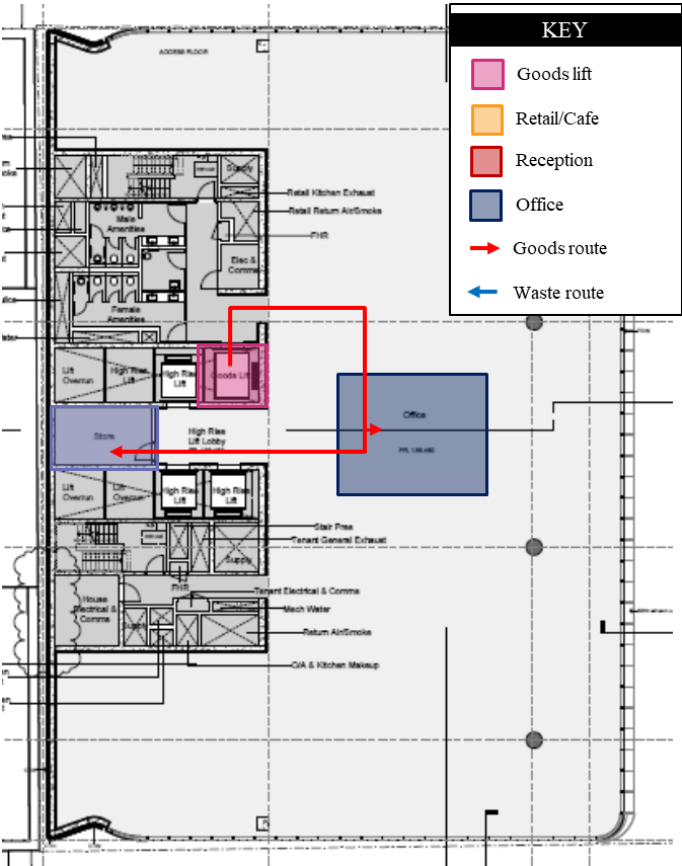 KEY
Goods lift
Retail/Cafe
Reception
Office
Goods route
Waste route
ACCESS FLOOR
Supply
Retail Kitchen Exhaust
Retail Return Air/Smoke
FHR
Male
Amenities
Elec &
Comms
Female
Amenities
Lift
Overrun
High Rise
Lift
High Rise
Lift
Goods Lift
Office
Store
High Rise
Lift Lobby
Lift
Overrun
Lift
Overrun
High Rise
Lift
High Rise
Lift
Stair Pres
Tenant General Exhaust
Supply
FHR
Tenant Electrical & Comms
House
Electrical &
Comms
Mech Water
Supply
Return Air/Smoke
O/A & Kitchen Makeup